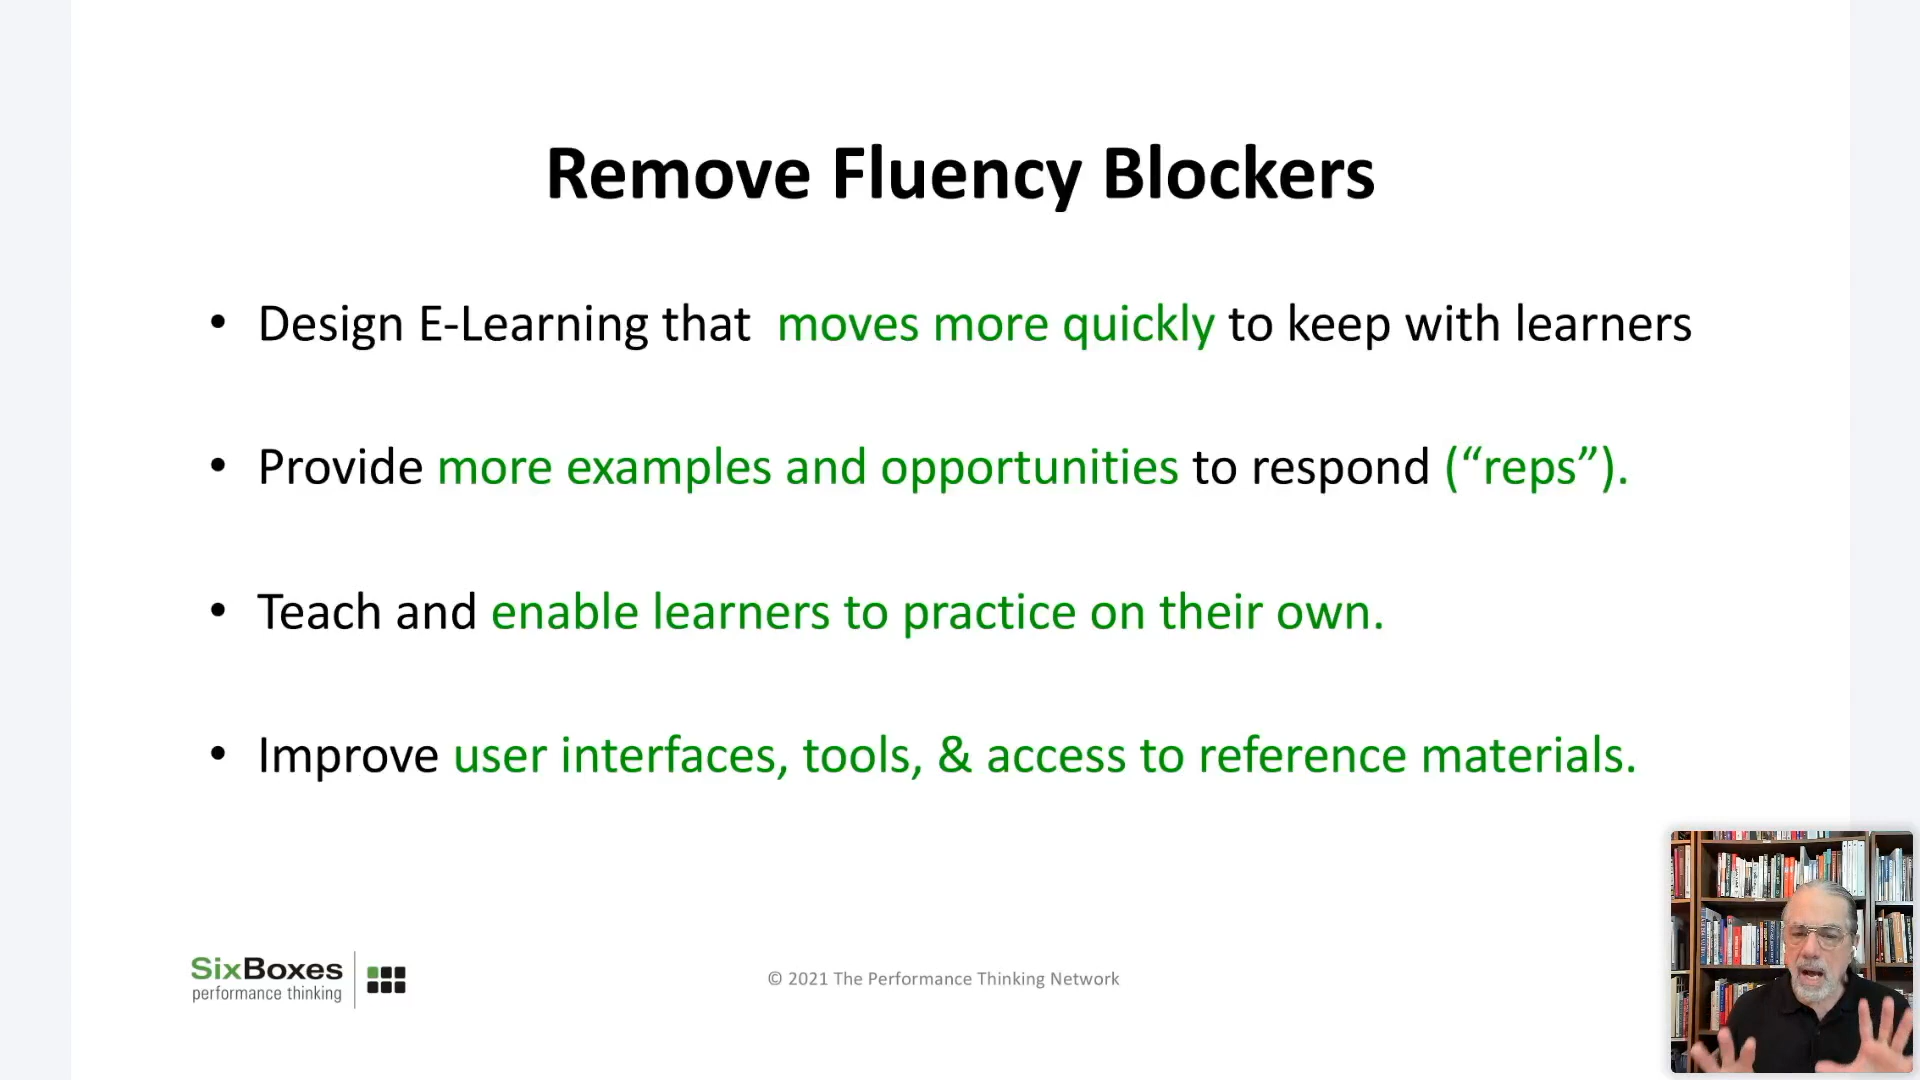 Remove Fluency Blockers
• Design E-Learning that  moves more quickly to keep with learners
• Provide more examples and opportunities to respond (“reps”).
• Teach and enable learners to practice on their own.
• Improve user interfaces, tools, & access to reference materials.
SixBoxes
performance thinking
© 2021 The Performance Thinking Network